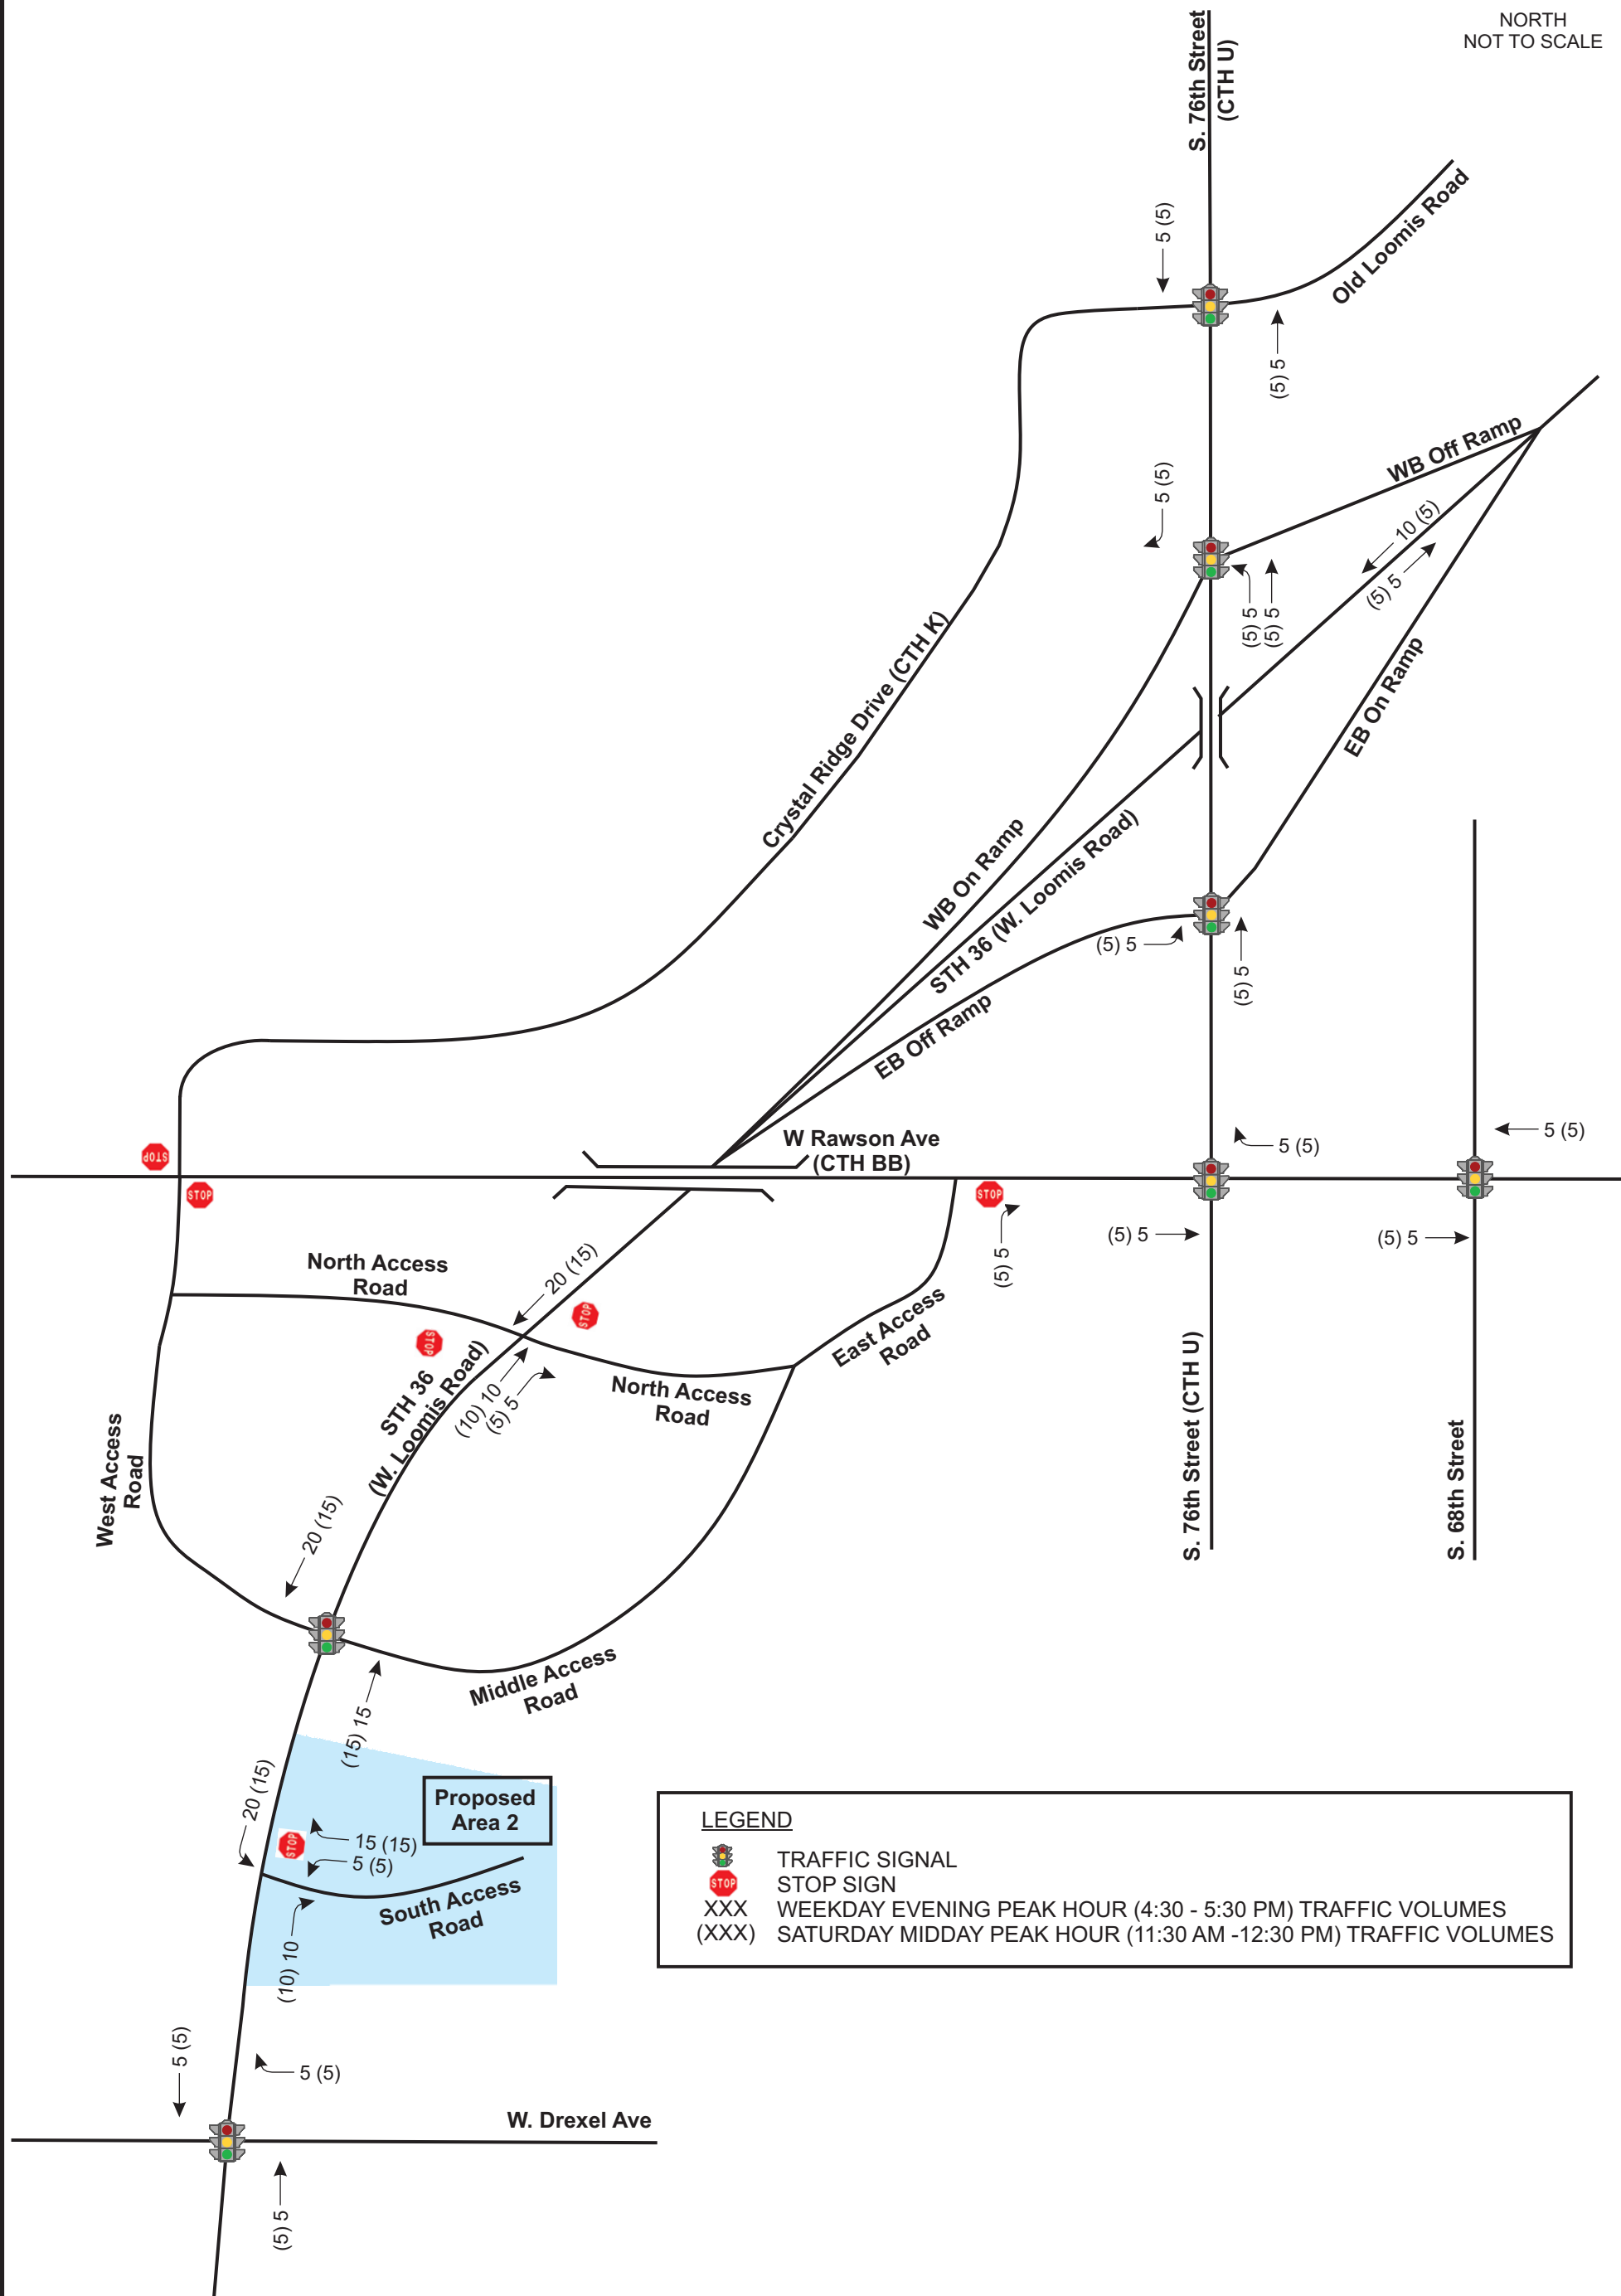 NORTH
NOT TO SCALE
S. 76th Street
(CTH U)
5 (5)
Old Loomis Road
(5) 5
WB Off Ramp
5 (5)
10 (5)
(5) 5
(5) 5
(5) 5
EB On Ramp
Crystal Ridge Drive (CTH K)
WB On Ramp
STH 36 (W. Loomis Road)
(5) 5
(5) 5
EB Off Ramp
W Rawson Ave
(CTH BB)
5 (5)
5 (5)
STOP
STOP
STOP
(5) 5
(5) 5
(5) 5
North Access
Road
20 (15)
STOP
STOP
East Access
Road
STH 36
(W. Loomis Road)
(10) 10
(5) 5
North Access
Road
West Access
Road
S. 76th Street (CTH U)
S. 68th Street
20 (15)
Middle Access
Road
(15) 15
20 (15)
Proposed
Area 2
STOP
15 (15)
5 (5)
South Access
Road
(10) 10
LEGEND
TRAFFIC SIGNAL
STOP
STOP SIGN
XXX
WEEKDAY EVENING PEAK HOUR (4:30 - 5:30 PM) TRAFFIC VOLUMES
(XXX)
SATURDAY MIDDAY PEAK HOUR (11:30 AM -12:30 PM) TRAFFIC VOLUMES
5 (5)
5 (5)
W. Drexel Ave
(5) 5